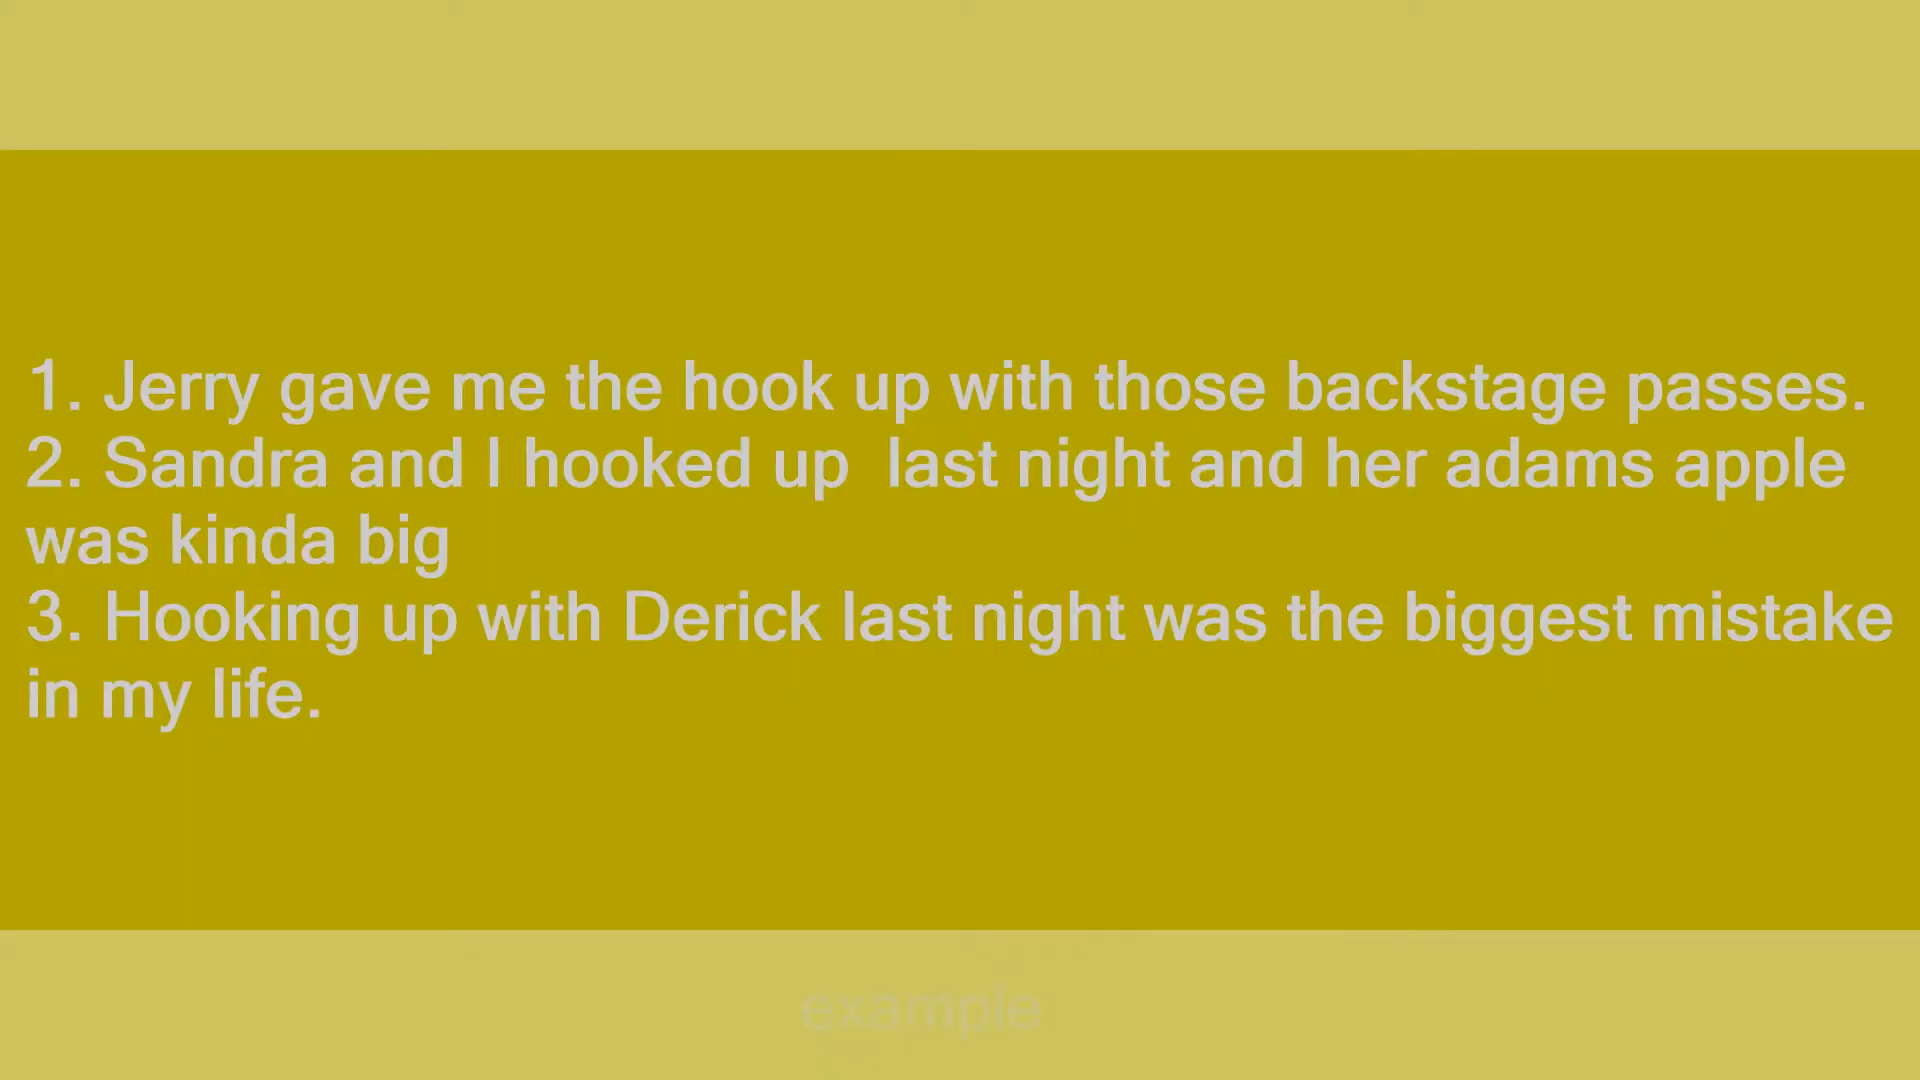 1. Jerry gave me the hook up with those backstage passes.
2. Sandra and I hooked up  last night and her adams apple
was kinda big
3. Hooking up with Derick last night was the biggest mistake
in my life.
example